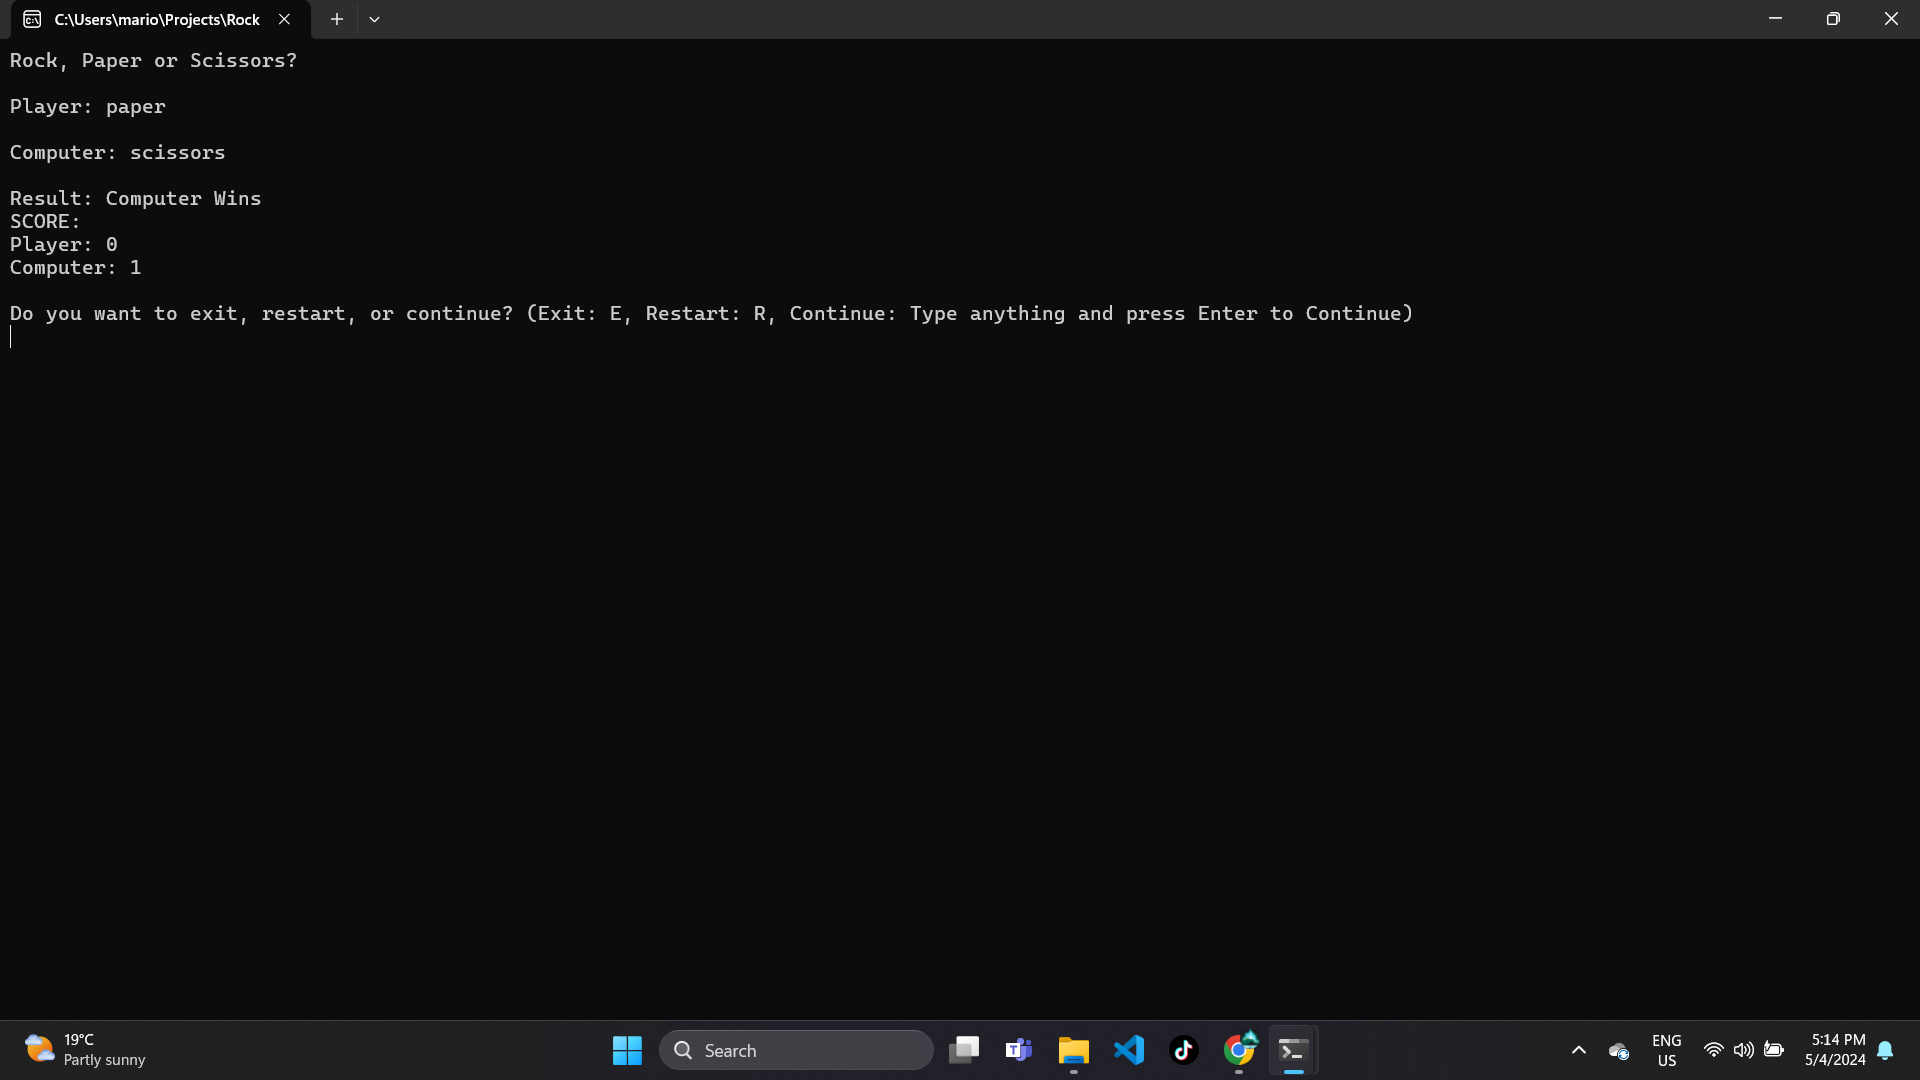 C:\Users\mario\Projects\Rock
Rock, Paper or Scissors?
Player: paper
Computer: scissors
Result: Computer Wins
SCORE:
Player: 0
Computer: 1
Do you want to exit, restart, or continue? (Exit: E, Restart: R, Continue: Type anything and press Enter to Continue)
19°C
Partly sunny
Search
ENG
US
5:14 PM
5/4/2024